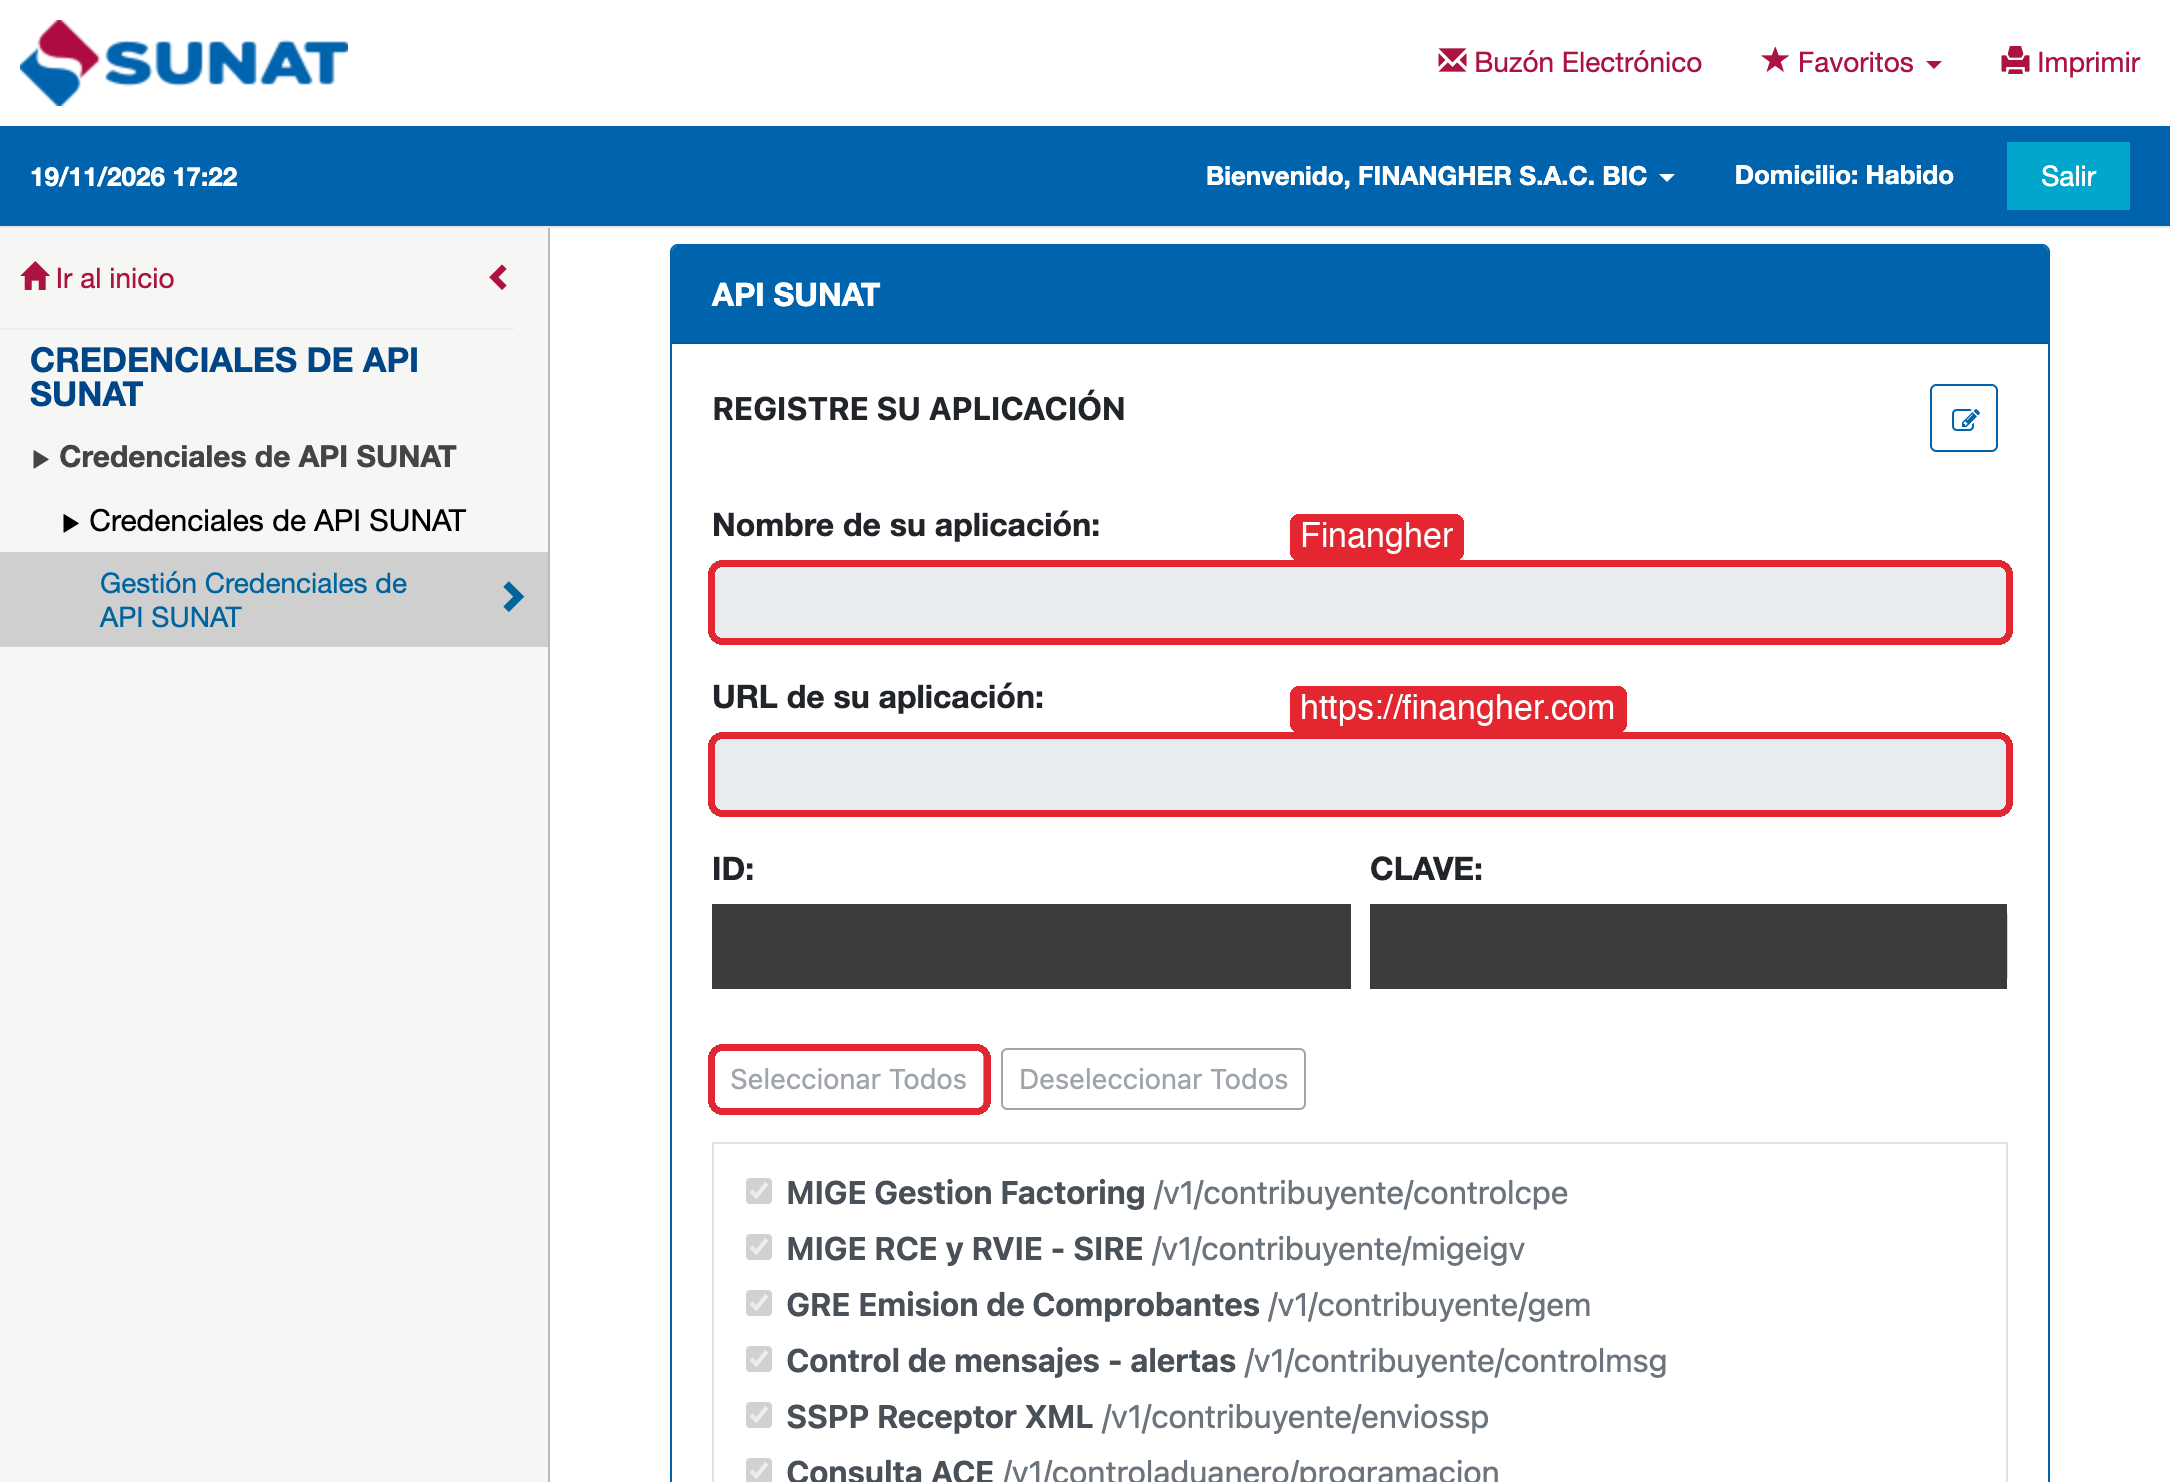 SUNAT
Buzón Electrónico
Favoritos
Imprimir
19/11/2026 17:22
Bienvenido, FINANGHER S.A.C. BIC
Domicilio: Habido
Salir
Ir al inicio
CREDENCIALES DE API
SUNAT
Credenciales de API SUNAT
Credenciales de API SUNAT
Gestión Credenciales de
API SUNAT
API SUNAT
REGISTRE SU APLICACIÓN
Nombre de su aplicación:
Finangher
URL de su aplicación:
https://finangher.com
ID:
CLAVE:
Seleccionar Todos
Deseleccionar Todos
MIGE Gestion Factoring /v1/contribuyente/controlcpe
MIGE RCE y RVIE - SIRE /v1/contribuyente/migeigv
GRE Emision de Comprobantes /v1/contribuyente/gem
Control de mensajes - alertas /v1/contribuyente/controlmsg
SSPP Receptor XML /v1/contribuyente/enviossp
Consulta ACE /v1/controladuanero/programacion